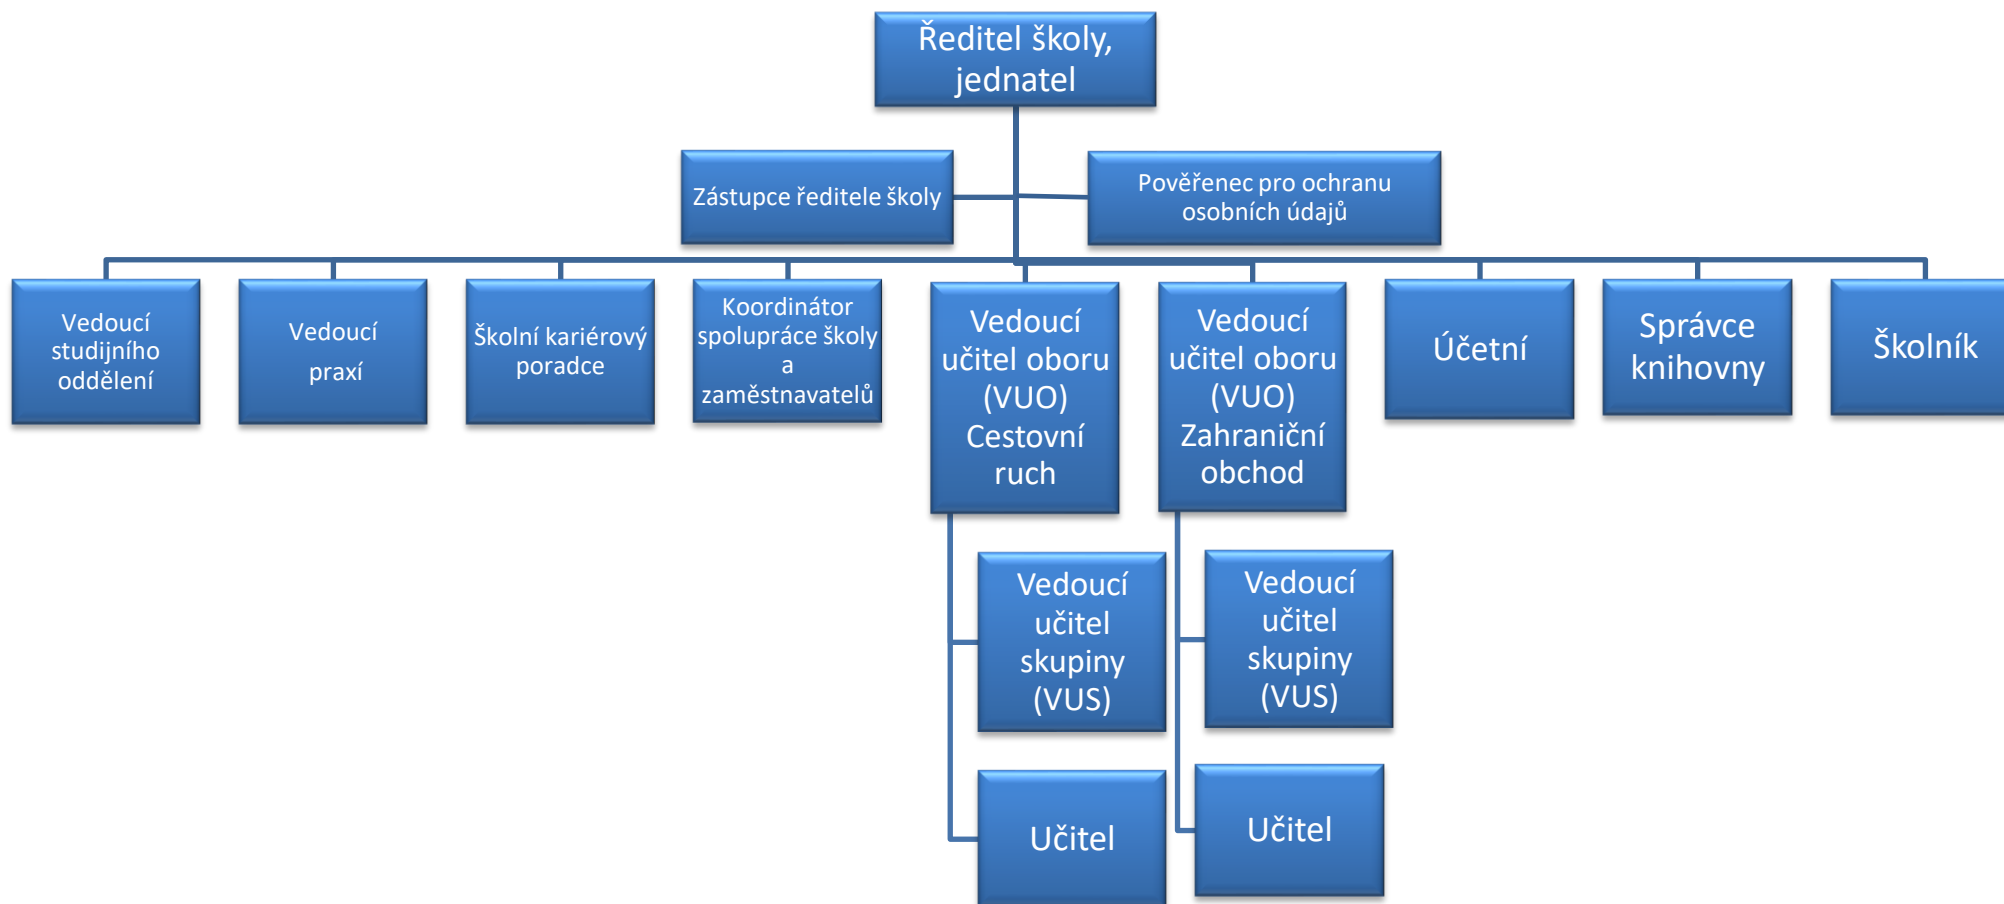 Ředitel školy,
jednatel
Zástupce ředitele školy
Pověřenec pro ochranu
osobních údajů
Vedoucí
studijního
oddělení
Vedoucí
praxí
Školní kariérový
poradce
Koordinátor
spolupráce školy
a
zaměstnavatelů
Vedoucí
učitel oboru
(VUO)
Cestovní
ruch
Vedoucí
učitel oboru
(VUO)
Zahraniční
obchod
Účetní
Správce
knihovny
Školník
Vedoucí
učitel
skupiny
(VUS)
Vedoucí
učitel
skupiny
(VUS)
Učitel
Učitel